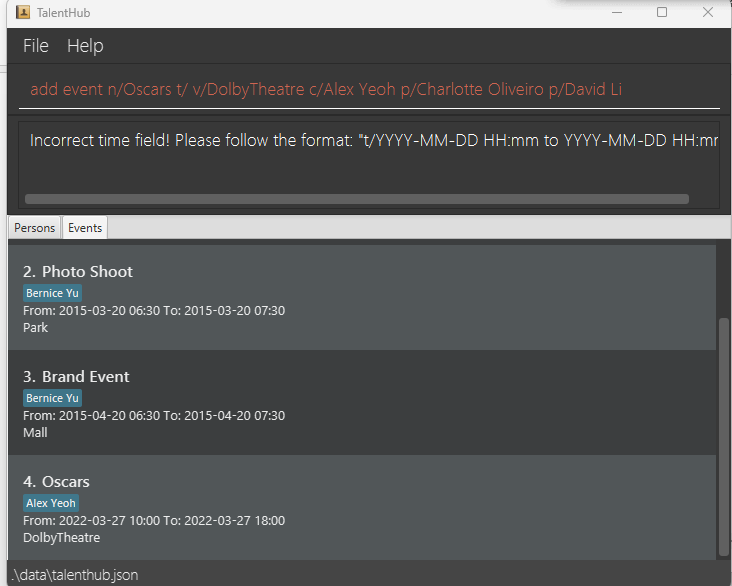 TalentHub
File Help
add event n/Oscars t/ v/DolbyTheatre c/Alex Yeoh p/Charlotte Oliveiro p/David Li
Incorrect time field! Please follow the format: "t/YYYY-MM-DD HH:mm to YYYY-MM-DD HH:mm
Persons Events
2. Photo Shoot
Bernice Yu
From: 2015-03-20 06:30 To: 2015-03-20 07:30
Park
3. Brand Event
Bernice Yu
From: 2015-04-20 06:30 To: 2015-04-20 07:30
Mall
4. Oscars
Alex Yeoh
From: 2022-03-27 10:00 To: 2022-03-27 18:00
DolbyTheatre
.\data\talenthub.json